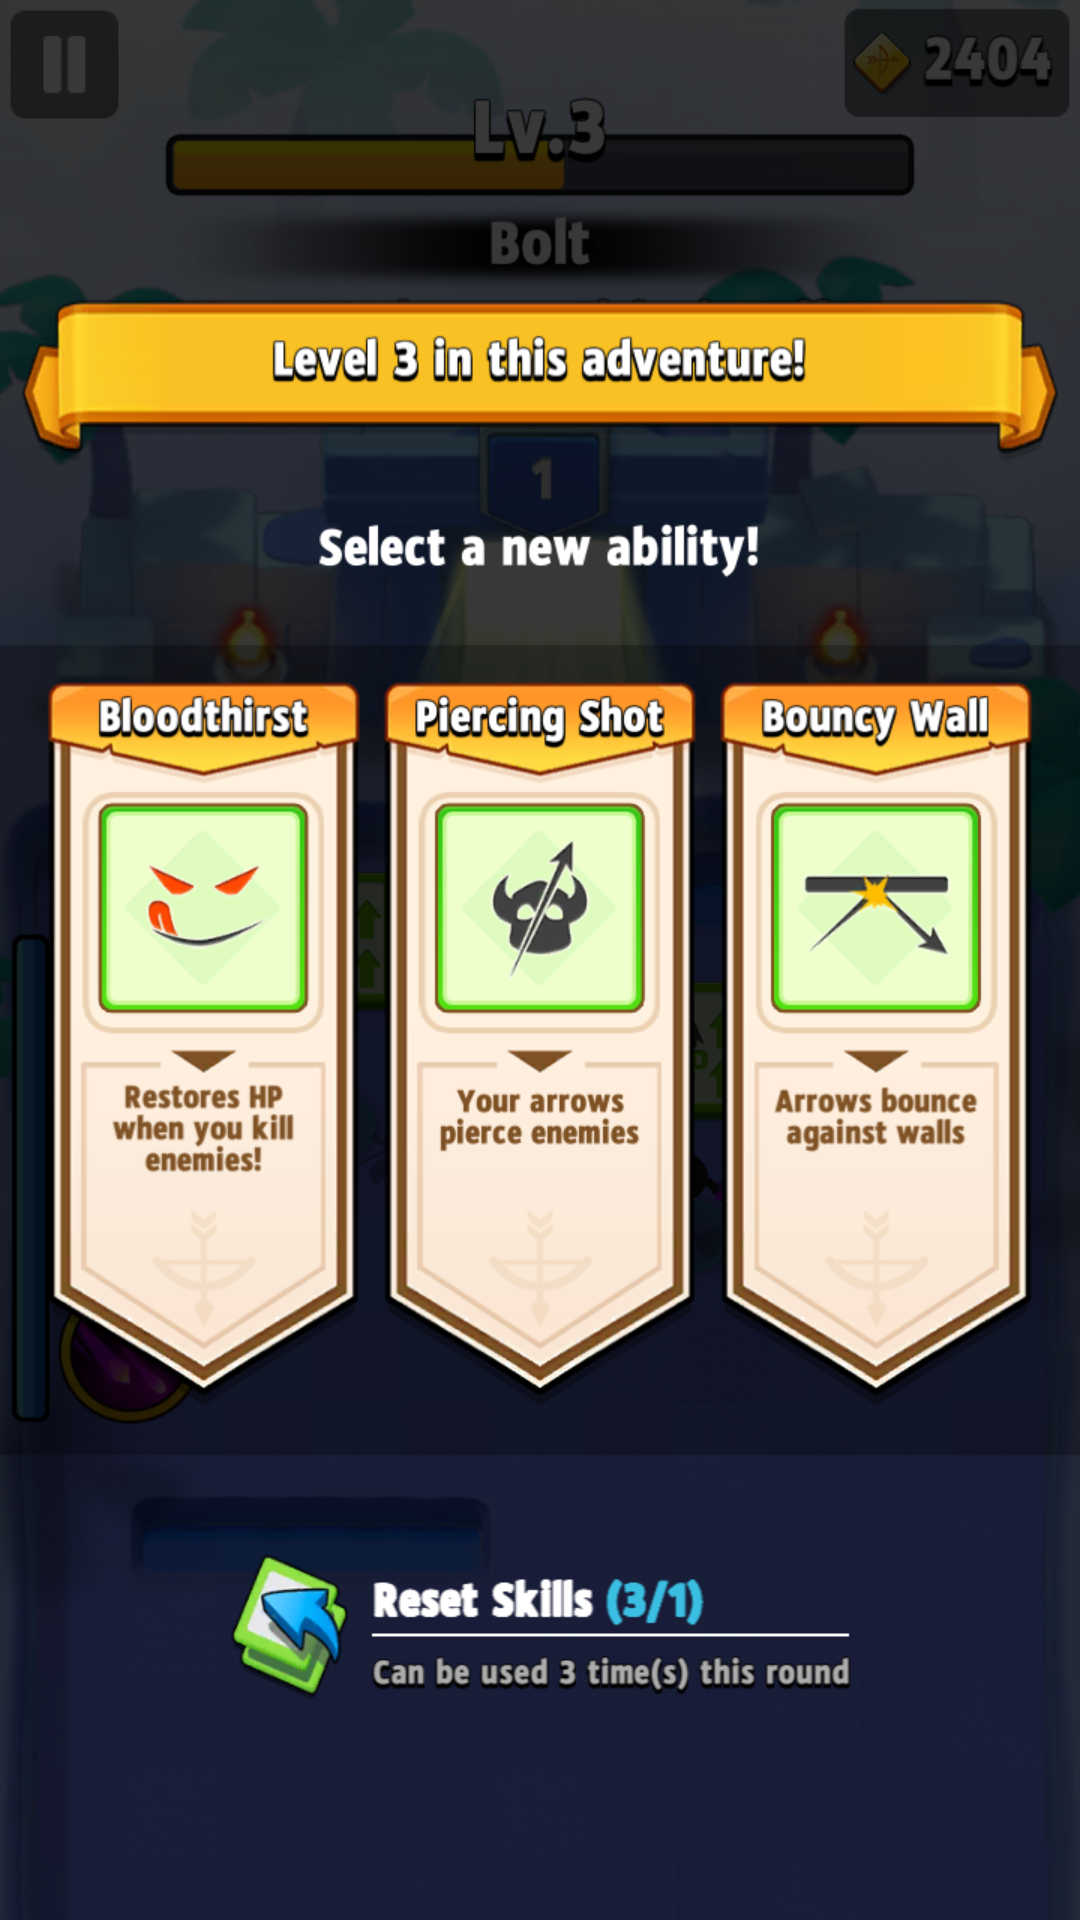 2404
Lv.3
Bolt
Level 3 in this adventure!
1
Select a new ability!
Bloodthirst
Piercing Shot
Bouncy Wall
Restores HP
when you kill
enemies!
Your arrows
pierce enemies
Arrows bounce
against walls
Reset Skills (3/1)
Can be used 3 time(s) this round